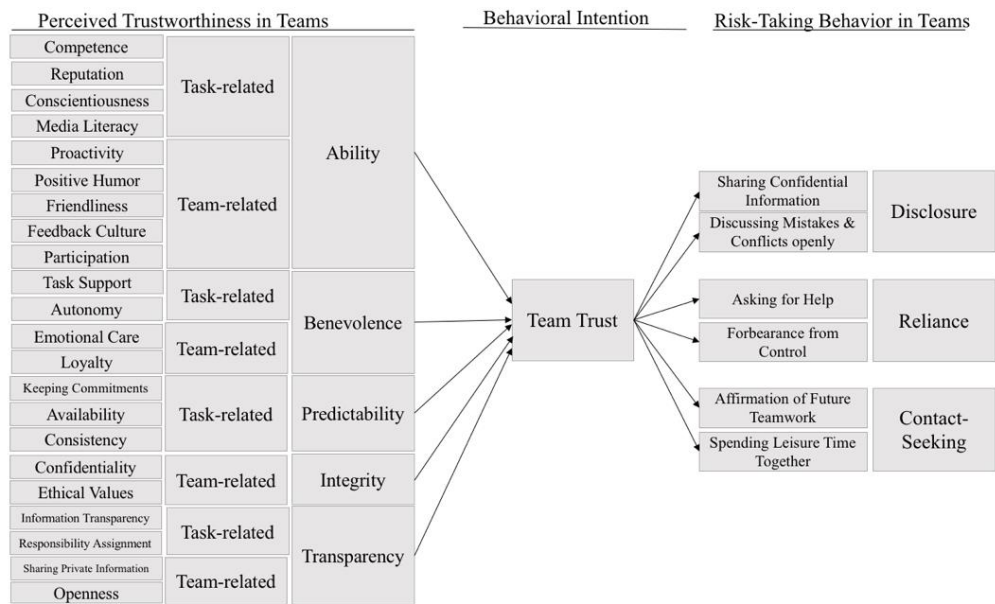 Perceived Trustworthiness in Teams
Behavioral Intention
Risk-Taking Behavior in Teams
Competence
Reputation
Conscientiousness
Media Literacy
Proactivity
Positive Humor
Friendliness
Feedback Culture
Participation
Task Support
Autonomy
Emotional Care
Loyalty
Keeping Commitments
Availability
Consistency
Confidentiality
Ethical Values
Information Transparency
Responsibility Assignment
Sharing Private Information
Openness
Task-related
Team-related
Task-related
Team-related
Task-related
Team-related
Task-related
Team-related
Ability
Benevolence
Predictability
Integrity
Transparency
Team Trust
Sharing Confidential
Information
Discussing Mistakes &
Conflicts openly
Asking for Help
Forbearance from
Control
Affirmation of Future
Teamwork
Spending Leisure Time
Together
Disclosure
Reliance
Contact-
Seeking